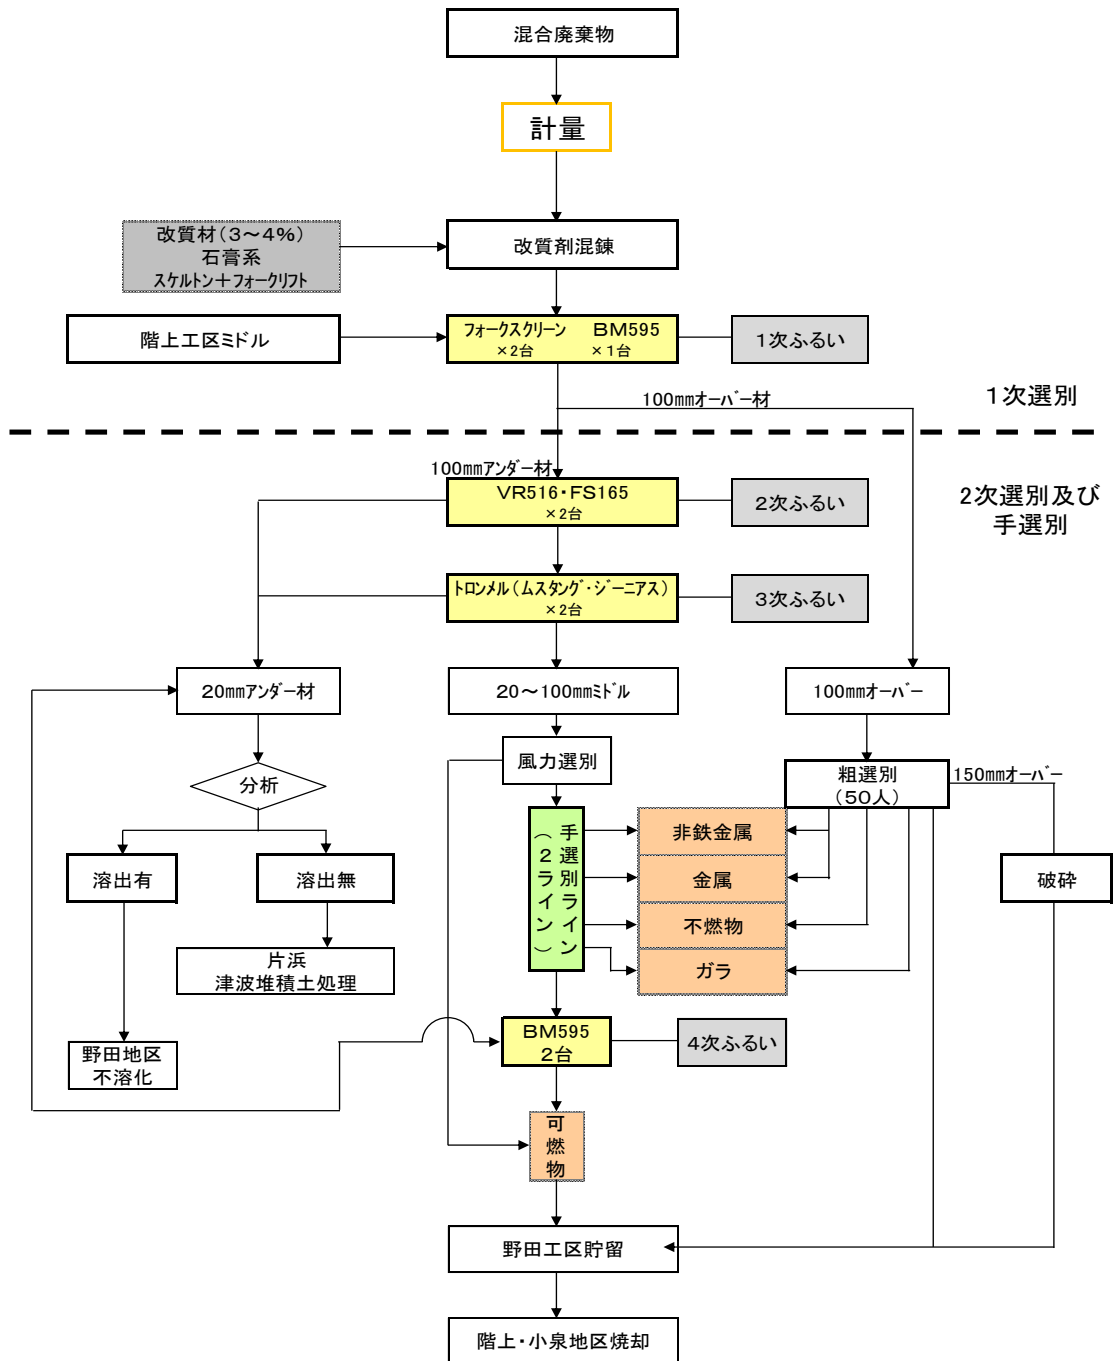 混合廃棄物
計量
改質材(3～4%)
石膏系
スケルトン＋フォークリフト
改質剤混錬
階上工区ミドル
フォークスクリーン　BM595
×2台　×1台
1次ふるい
100mmオーバー材
1次選別
100mmアンダー材
VR516・FS165
×2台
2次ふるい
2次選別及び
手選別
トロンメル(ムスタング・ジーニアス)
×2台
3次ふるい
20mmアンダー材
20～100mmミドル
100mmオーバー
分析
風力選別
粗選別
(50人)
150mmオーバー
手選別ライン
(2ライン)
非鉄金属
金属
不燃物
ガラ
溶出有
溶出無
破砕
片浜
津波堆積土処理
野田地区
不溶化
BM595
2台
4次ふるい
可燃物
野田工区貯留
階上・小泉地区焼却